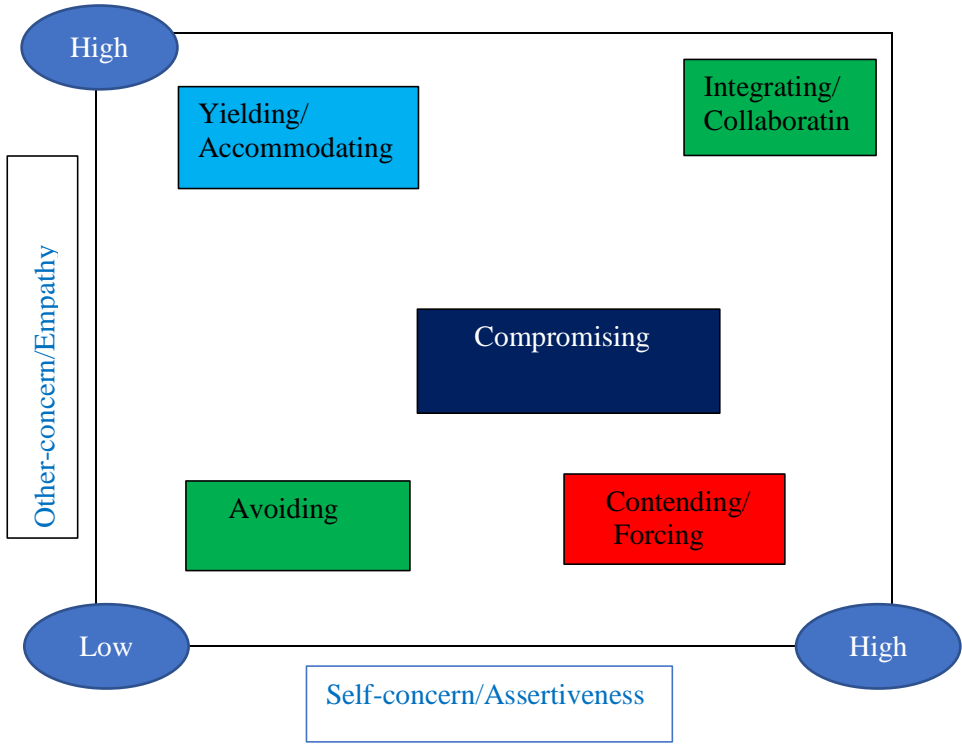 High
Integrating/
Collaboratin
Yielding/
Accommodating
Other-concern/Empathy
Compromising
Avoiding
Contending/
Forcing
Low
High
Self-concern/Assertiveness